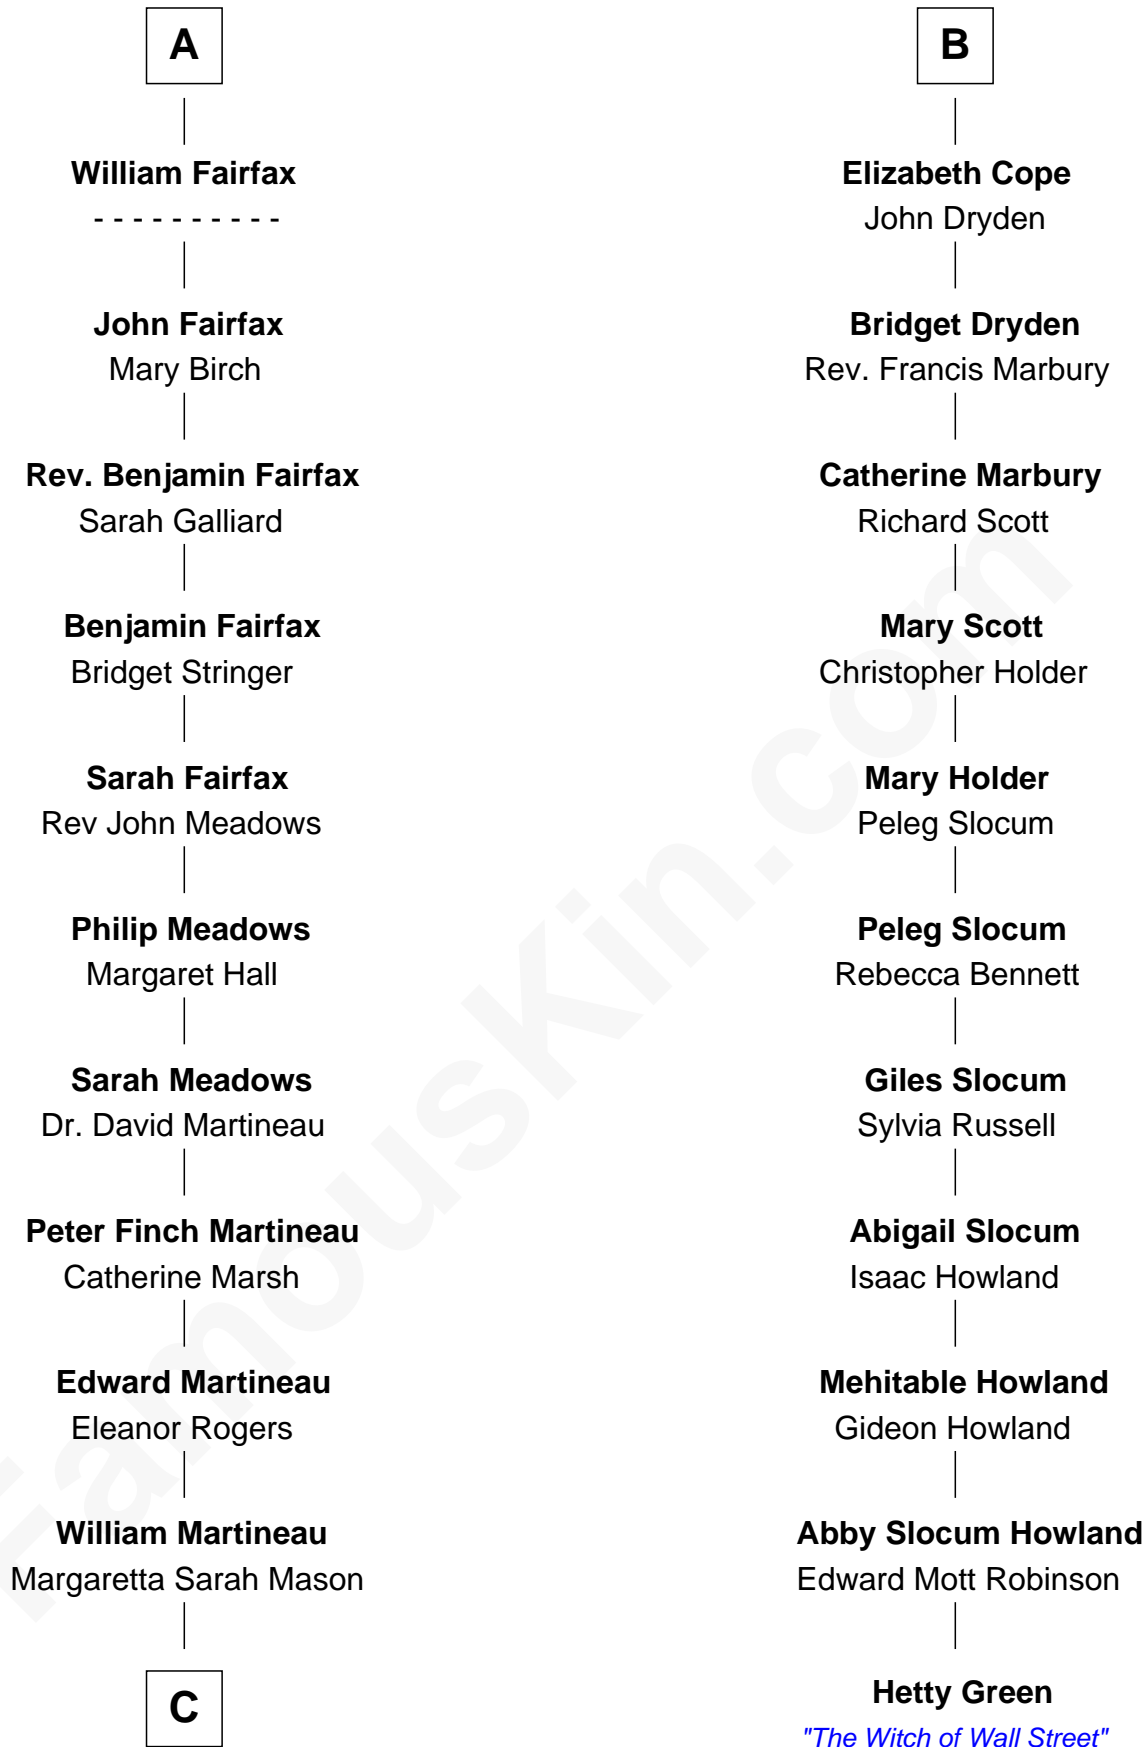 A
William Fairfax
- - - - - - - - - -
John Fairfax
Mary Birch
Rev. Benjamin Fairfax
Sarah Galliard
Benjamin Fairfax
Bridget Stringer
Sarah Fairfax
Rev John Meadows
Philip Meadows
Margaret Hall
Sarah Meadows
Dr. David Martineau
Peter Finch Martineau
Catherine Marsh
Edward Martineau
Eleanor Rogers
William Martineau
Margaretta Sarah Mason
C
B
Elizabeth Cope
John Dryden
Bridget Dryden
Rev. Francis Marbury
Catherine Marbury
Richard Scott
Mary Scott
Christopher Holder
Mary Holder
Peleg Slocum
Peleg Slocum
Rebecca Bennett
Giles Slocum
Sylvia Russell
Abigail Slocum
Isaac Howland
Mehitable Howland
Gideon Howland
Abby Slocum Howland
Edward Mott Robinson
Hetty Green
"The Witch of Wall Street"
FamousKin.com